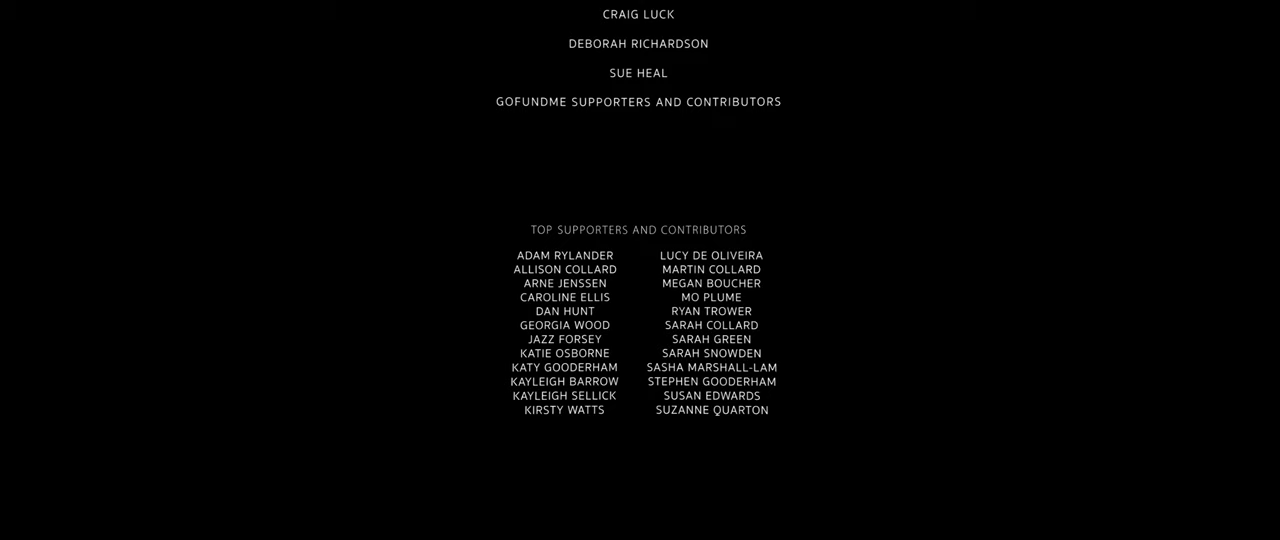 CRAIG LUCK
DEBORAH RICHARDSON
SUE HEAL
GOFUNDME SUPPORTERS AND CONTRIBUTORS
TOP SUPPORTERS AND CONTRIBUTORS
ADAM RYLANDER
ALLISON COLLARD
ARNE JENSSEN
CAROLINE ELLIS
DAN HUNT
GEORGIA WOOD
JAZZ FORSEY
KATIE OSBORNE
KATY GOODERHAM
KAYLEIGH BARROW
KAYLEIGH SELLICK
KIRSTY WATTS
LUCY DE OLIVEIRA
MARTIN COLLARD
MEGAN BOUCHER
MO PLUME
RYAN TROWER
SARAH COLLARD
SARAH GREEN
SARAH SNOWDEN
SASHA MARSHALL-LAM
STEPHEN GOODERHAM
SUSAN EDWARDS
SUZANNE QUARTON